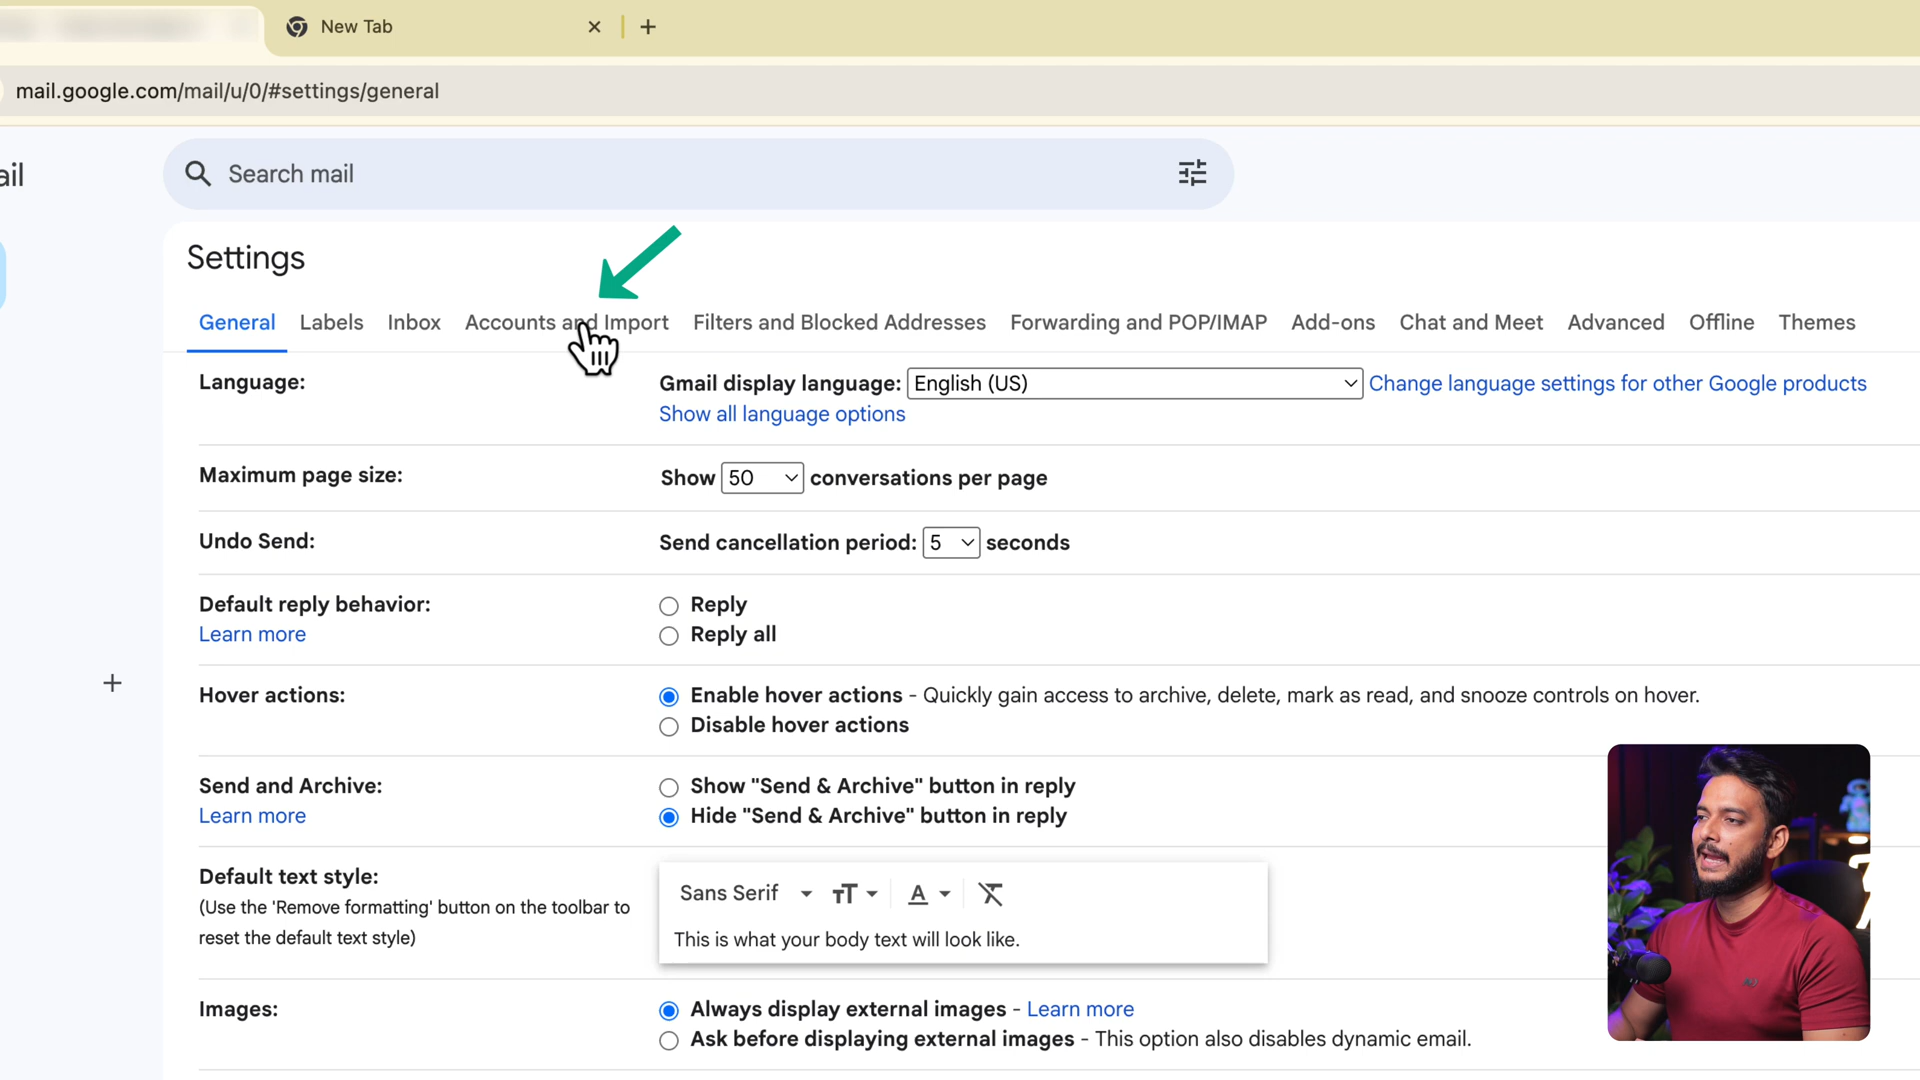 New Tab
mail.google.com/mail/u/0/#settings/general
ail
Search mail
Settings
General Labels Inbox Accounts and Import Filters and Blocked Addresses Forwarding and POP/IMAP Add-ons Chat and Meet Advanced Offline Themes
Language:
Gmail display language: English (US) Change language settings for other Google products
Show all language options
Maximum page size:
Show 50 conversations per page
Undo Send:
Send cancellation period: 5 seconds
Default reply behavior:
Learn more
Reply
Reply all
Hover actions:
Enable hover actions - Quickly gain access to archive, delete, mark as read, and snooze controls on hover.
Disable hover actions
Send and Archive:
Learn more
Show "Send & Archive" button in reply
Hide "Send & Archive" button in reply
Default text style:
(Use the 'Remove formatting' button on the toolbar to
reset the default text style)
Sans Serif
This is what your body text will look like.
Images:
Always display external images - Learn more
Ask before displaying external images - This option also disables dynamic email.